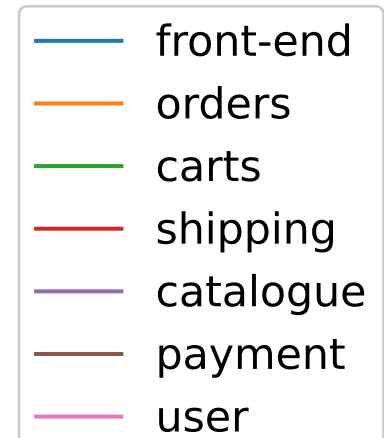 front-end
orders
carts
shipping
catalogue
payment
user